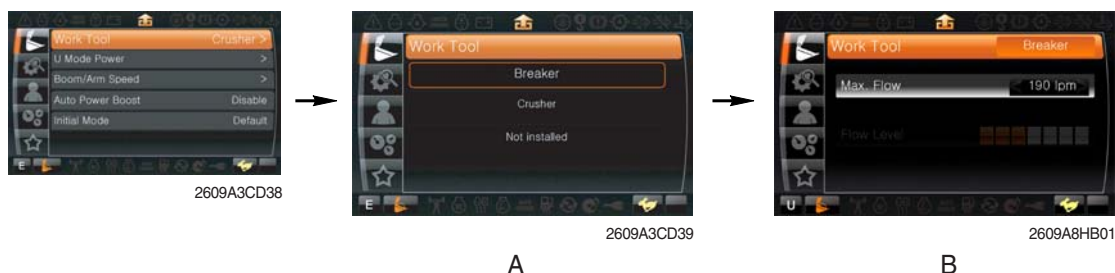 Work Tool Crusher >
U Mode Power >
Boom/Arm Speed >
Auto Power Boost Disable
Initial Mode Default
E
2609A3CD38
Work Tool
Breaker
Crusher
Not installed
E
2609A3CD39
A
Work Tool Breaker
Max. Flow < 190 lpm
Flow Level
U
2609A8HB01
B